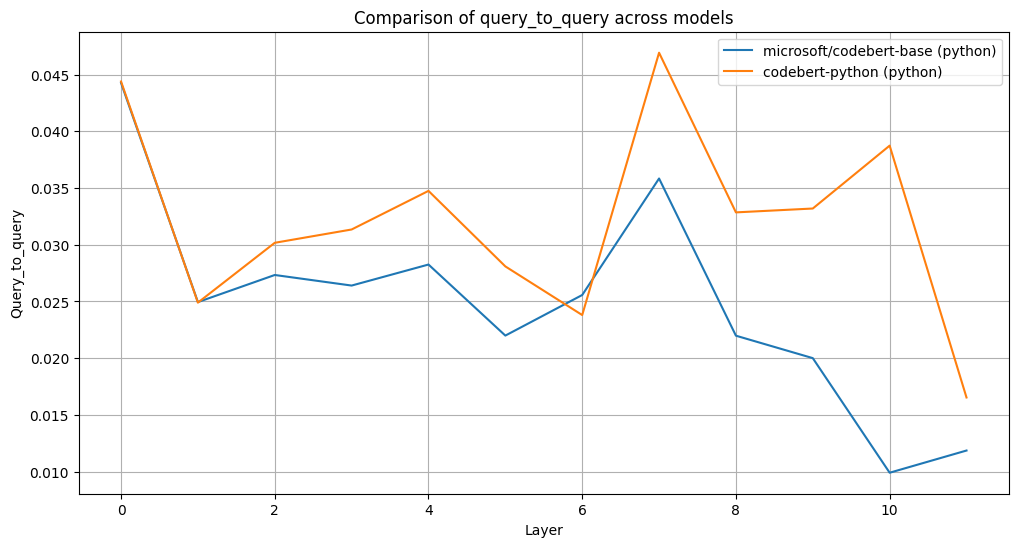 Comparison of query_to_query across models
microsoft/codebert-base (python)
codebert-python (python)
Query_to_query
0.045
0.040
0.035
0.030
0.025
0.020
0.015
0.010
0
2
4
6
8
10
Layer